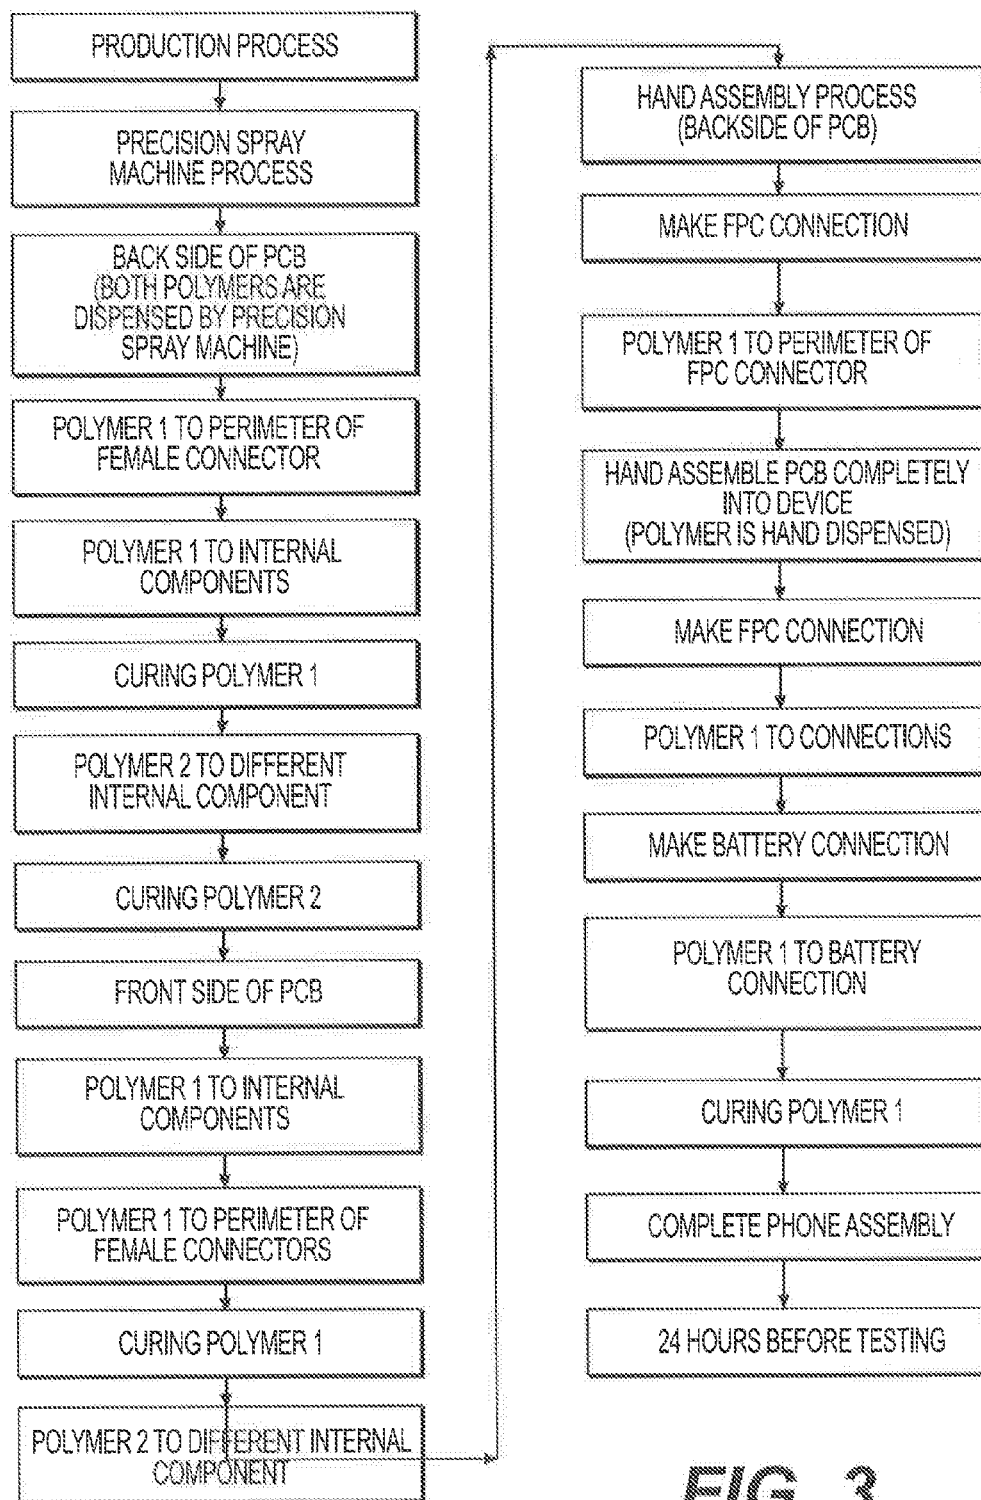 PRODUCTION PROCESS
PRECISION SPRAY
MACHINE PROCESS
BACK SIDE OF PCB
(BOTH POLYMERS ARE
DISPENSED BY PRECISION
SPRAY MACHINE)
POLYMER 1 TO PERIMETER OF
FEMALE CONNECTOR
POLYMER 1 TO INTERNAL
COMPONENTS
CURING POLYMER 1
POLYMER 2 TO DIFFERENT
INTERNAL COMPONENT
CURING POLYMER 2
FRONT SIDE OF PCB
POLYMER 1 TO INTERNAL
COMPONENTS
POLYMER 1 TO PERIMETER OF
FEMALE CONNECTORS
CURING POLYMER 1
POLYMER 2 TO DIFFERENT INTERNAL
COMPONENT
HAND ASSEMBLY PROCESS
(BACKSIDE OF PCB)
MAKE FPC CONNECTION
POLYMER 1 TO PERIMETER OF
FPC CONNECTOR
HAND ASSEMBLE PCB COMPLETELY
INTO DEVICE
(POLYMER IS HAND DISPENSED)
MAKE FPC CONNECTION
POLYMER 1 TO CONNECTIONS
MAKE BATTERY CONNECTION
POLYMER 1 TO BATTERY
CONNECTION
CURING POLYMER 1
COMPLETE PHONE ASSEMBLY
24 HOURS BEFORE TESTING
FIG. 3